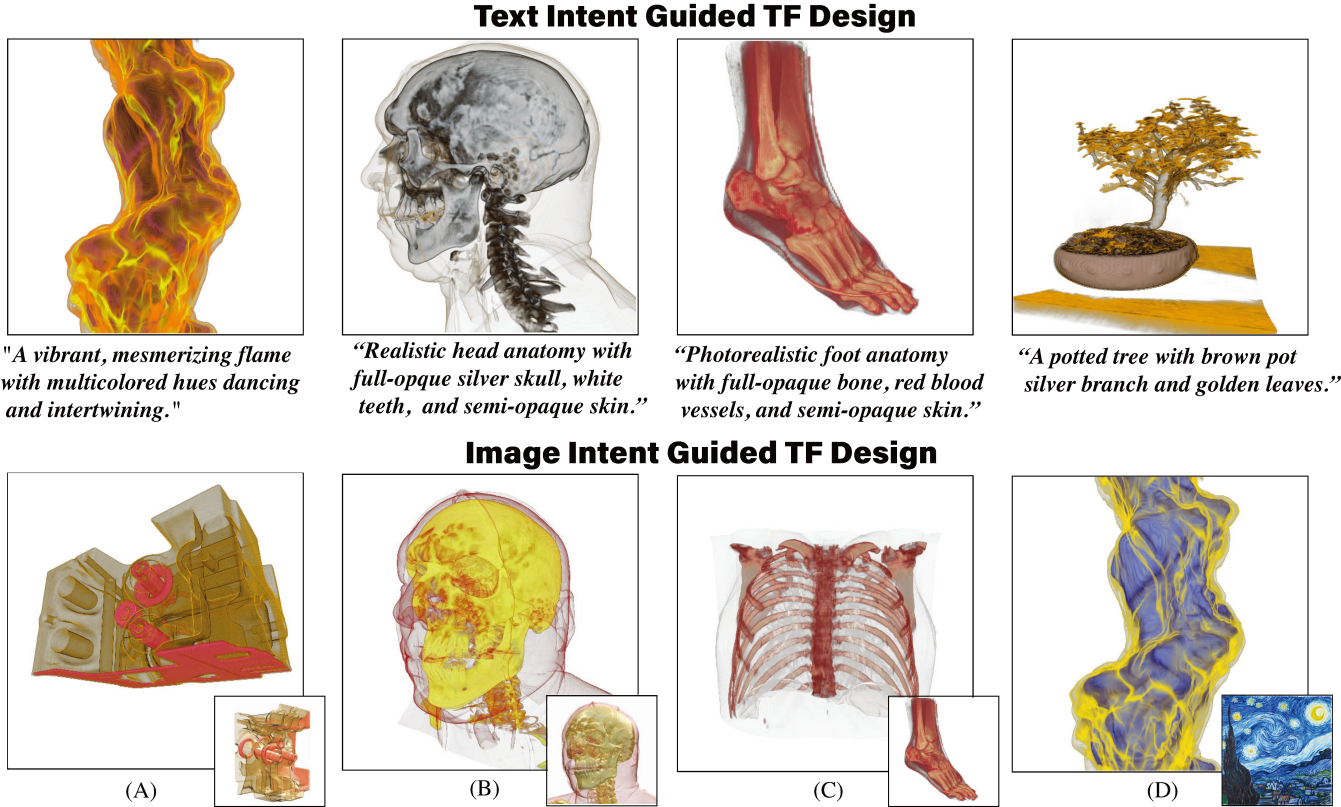 Text Intent Guided TF Design
"A vibrant, mesmerizing flame
with multicolored hues dancing
and intertwining."
“Realistic head anatomy with
full-opque silver skull, white
teeth, and semi-opaque skin.”
“Photorealistic foot anatomy
with full-opaque bone, red blood
vessels, and semi-opaque skin.”
“A potted tree with brown pot
silver branch and golden leaves.”
Image Intent Guided TF Design
(A)
(B)
(C)
(D)